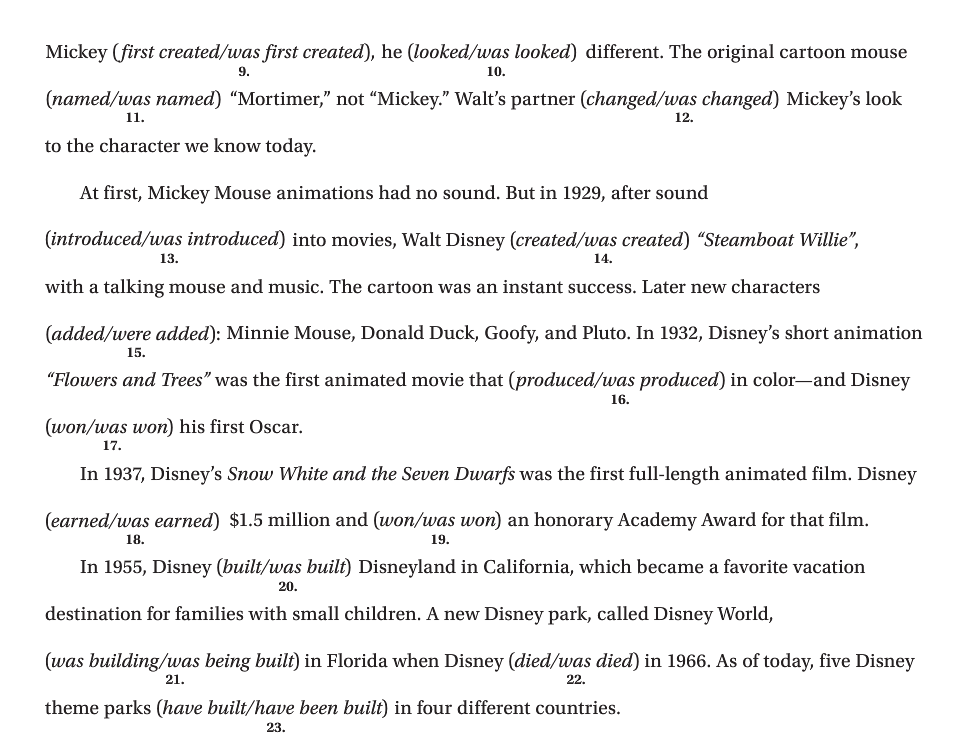 Mickey (first created/was first created), he (looked/was looked) different. The original cartoon mouse
9. 10.
(named/was named) “Mortimer,” not “Mickey.” Walt’s partner (changed/was changed) Mickey’s look
11. 12.
to the character we know today.
At first, Mickey Mouse animations had no sound. But in 1929, after sound
(introduced/was introduced) into movies, Walt Disney (created/was created) “Steamboat Willie”,
13. 14.
with a talking mouse and music. The cartoon was an instant success. Later new characters
(added/were added): Minnie Mouse, Donald Duck, Goofy, and Pluto. In 1932, Disney’s short animation
15.
“Flowers and Trees” was the first animated movie that (produced/was produced) in color—and Disney
16.
(won/was won) his first Oscar.
17.
In 1937, Disney’s Snow White and the Seven Dwarfs was the first full-length animated film. Disney
(earned/was earned) $1.5 million and (won/was won) an honorary Academy Award for that film.
18. 19.
In 1955, Disney (built/was built) Disneyland in California, which became a favorite vacation
20.
destination for families with small children. A new Disney park, called Disney World,
(was building/was being built) in Florida when Disney (died/was died) in 1966. As of today, five Disney
21. 22.
theme parks (have built/have been built) in four different countries.
23.